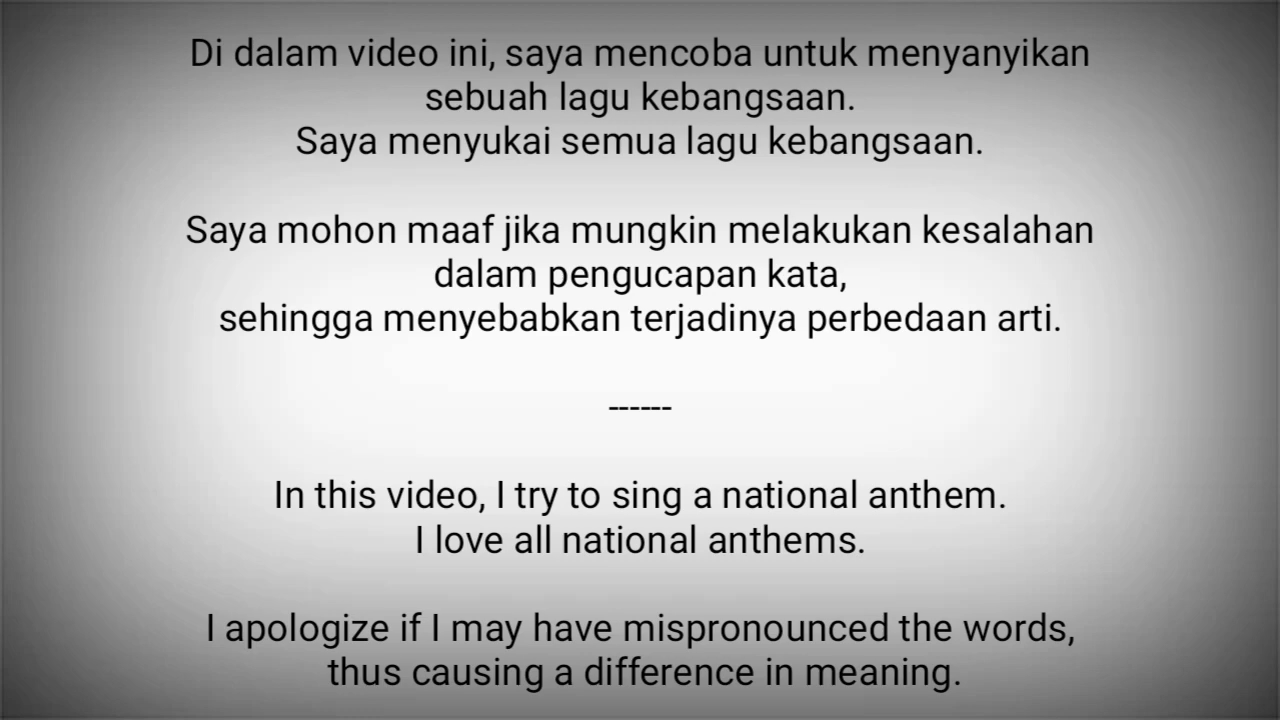 Di dalam video ini, saya mencoba untuk menyanyikan
sebuah lagu kebangsaan.
Saya menyukai semua lagu kebangsaan.
Saya mohon maaf jika mungkin melakukan kesalahan
dalam pengucapan kata,
sehingga menyebabkan terjadinya perbedaan arti.
------
In this video, I try to sing a national anthem.
I love all national anthems.
I apologize if I may have mispronounced the words,
thus causing a difference in meaning.